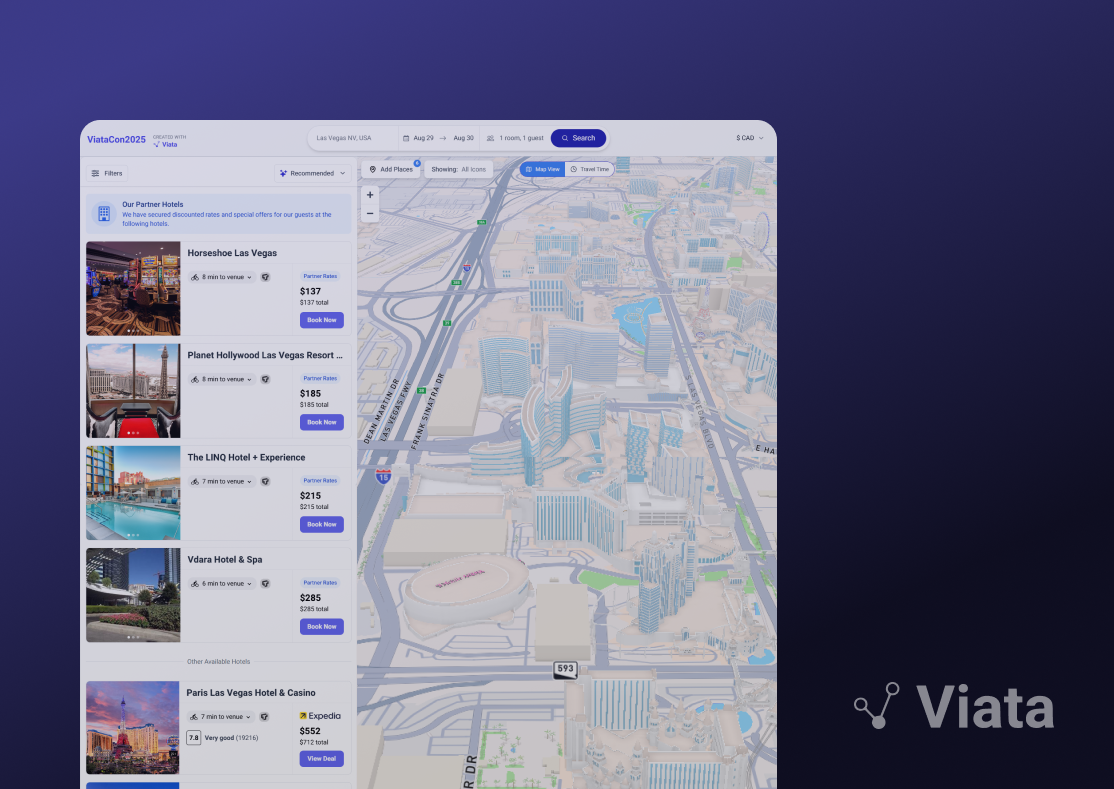 ViataCon2025
CREATED WITH
Viata
Las Vegas NV, USA
Aug 29
Aug 30
1 room, 1 guest
Search
$ CAD
Filters
Recommended
Add Places
Showing: All Icons
Map View
Travel Time
Our Partner Hotels
We have secured discounted rates and special offers for our guests at the
following hotels.
Horseshoe Las Vegas
8 min to venue
Partner Rates
$137
$137 total
Book Now
Planet Hollywood Las Vegas Resort ...
8 min to venue
Partner Rates
$185
$185 total
Book Now
The LINQ Hotel + Experience
7 min to venue
Partner Rates
$215
$215 total
Book Now
Vdara Hotel & Spa
6 min to venue
Partner Rates
$285
$285 total
Book Now
Other Available Hotels
Paris Las Vegas Hotel & Casino
7 min to venue
Expedia
7.8 Very good (19216)
$552
$712 total
View Deal
+
−
DEAN MARTIN DR
LAS VEGAS FWY
FRANK SINATRA DR
S LAS VEGAS BLVD
E HA
15
593
R DR
Viata